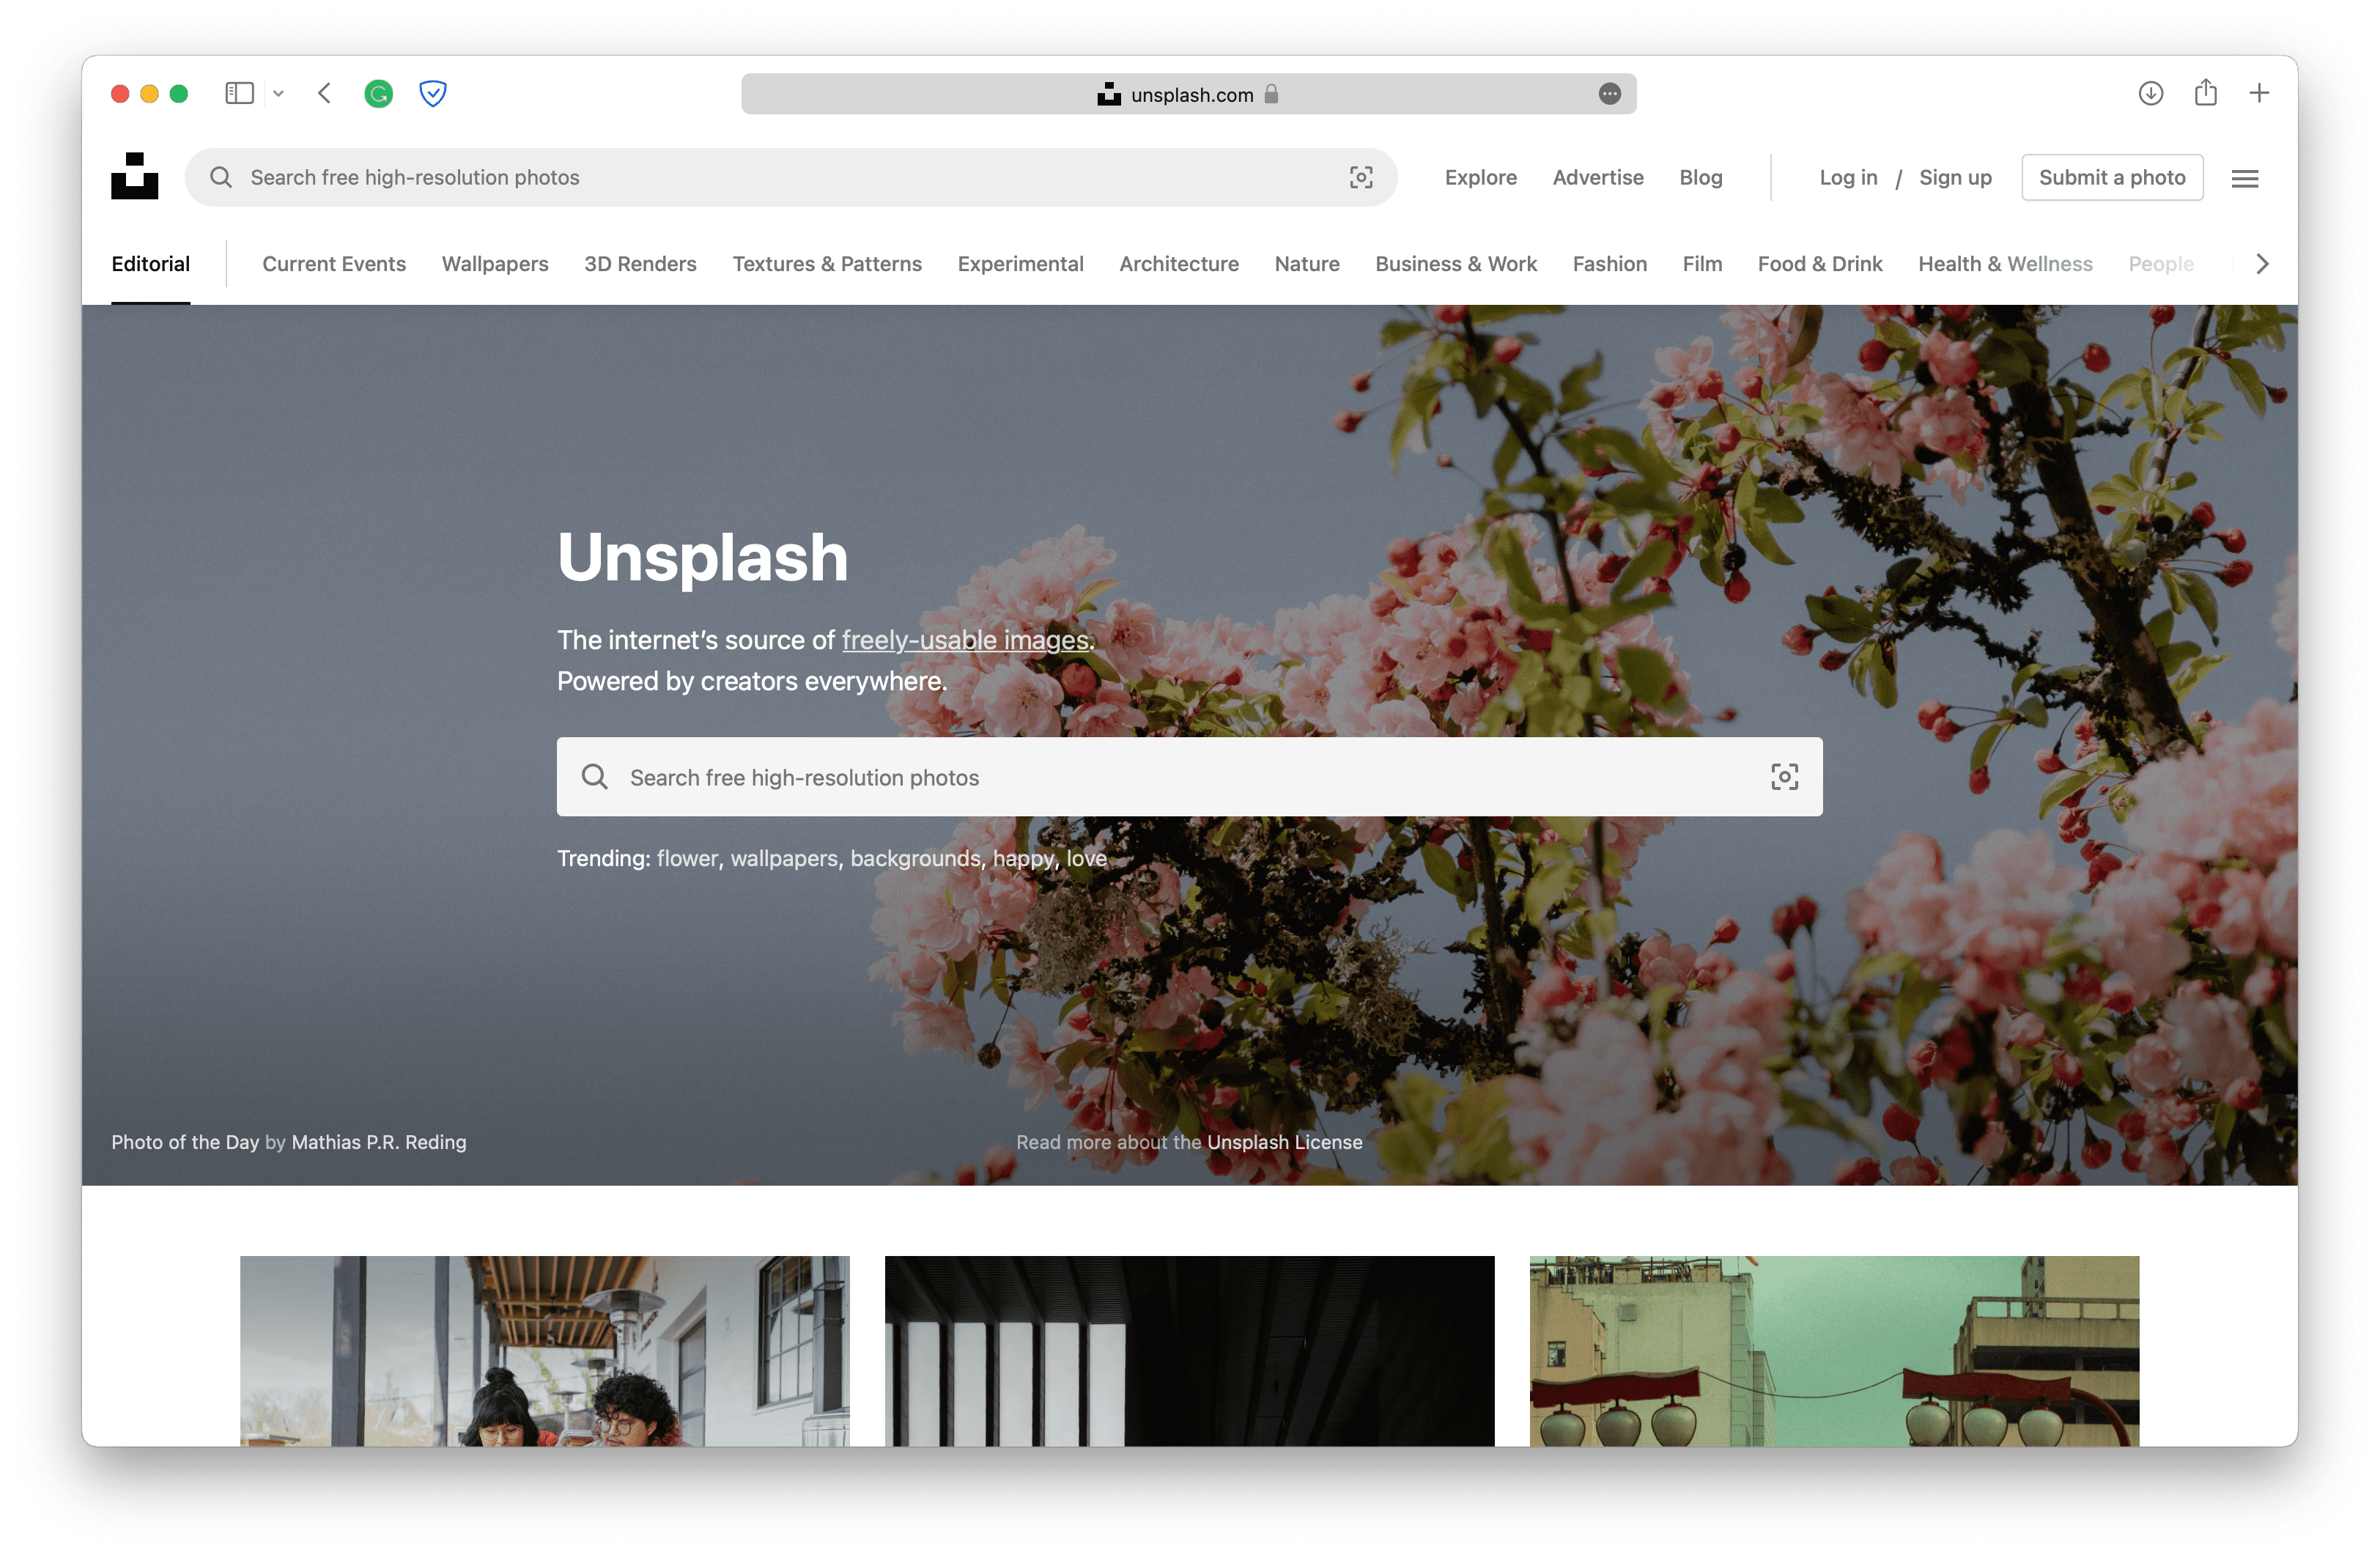 unsplash.com
Search free high-resolution photos
Explore
Advertise
Blog
Log in / Sign up
Submit a photo
Editorial
Current Events
Wallpapers
3D Renders
Textures & Patterns
Experimental
Architecture
Nature
Business & Work
Fashion
Film
Food & Drink
Health & Wellness
People
Unsplash
The internet’s source of freely-usable images.
Powered by creators everywhere.
Search free high-resolution photos
Trending: flower, wallpapers, backgrounds, happy, love
Photo of the Day by Mathias P.R. Reding
Read more about the Unsplash License